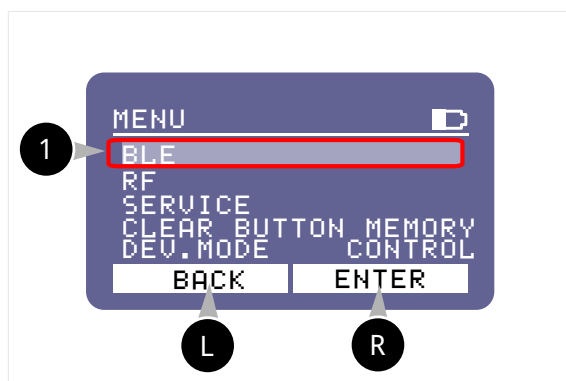 MENU
1
BLE
RF
SERVICE
CLEAR BUTTON MEMORY
DEV.MODE CONTROL
BACK ENTER
L R